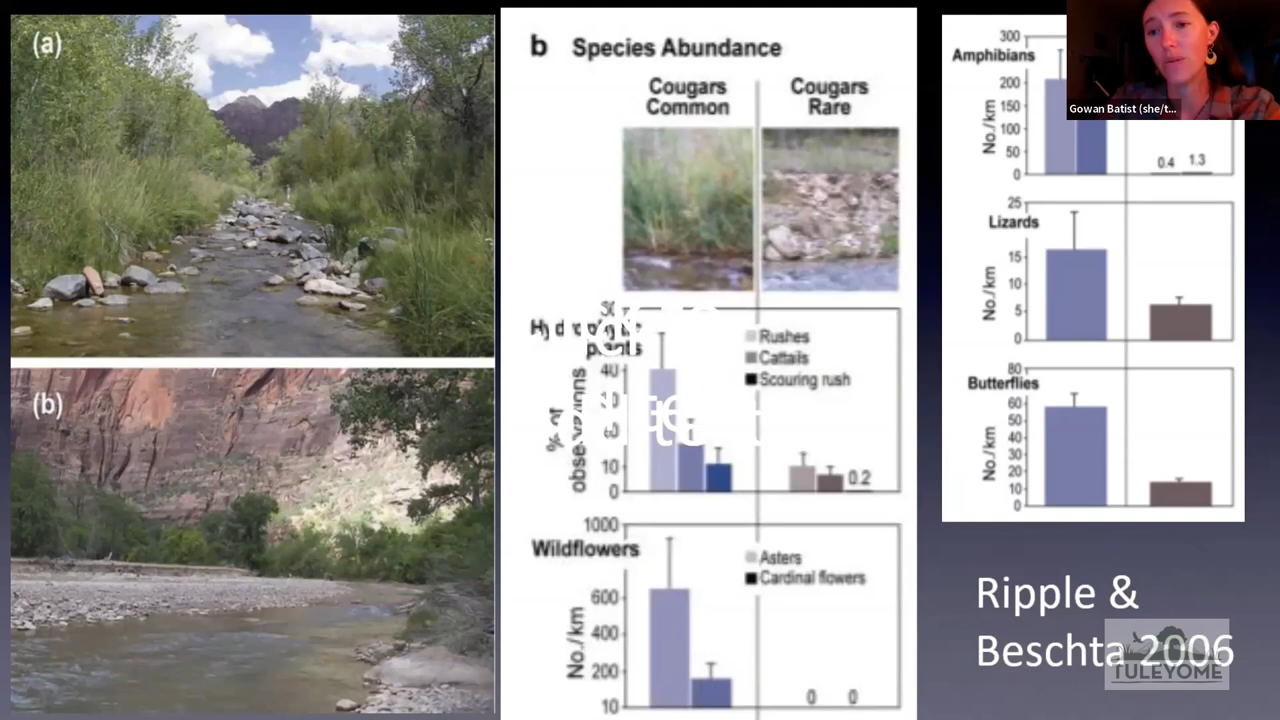 (a)
(b)
b Species Abundance
Cougars
Common
Cougars
Rare
plants
Rushes
Cattails
Scouring rush
40
10
0
0.2
observations
% of
Wildflowers
Asters
Cardinal flowers
1000
600
400
200
10
No./km
0 0
Amphibians
300
200
150
100
50
0
No./km
0.4 1.3
Lizards
25
15
10
5
0
No./km
Butterflies
80
60
50
40
30
20
10
0
No./km
Gowan Batist (she/t...
Ripple &
Beschta 2006
TULEYOME